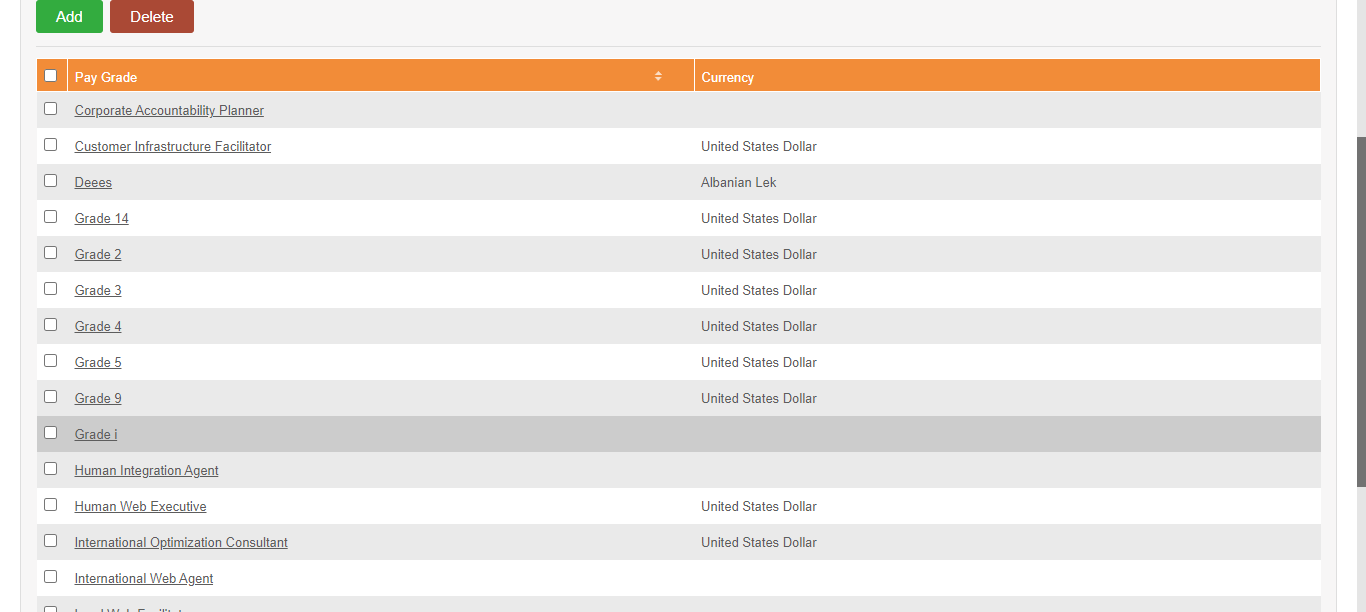 Add Delete
Pay Grade Currency
Corporate Accountability Planner
Customer Infrastructure Facilitator United States Dollar
Deees Albanian Lek
Grade 14 United States Dollar
Grade 2 United States Dollar
Grade 3 United States Dollar
Grade 4 United States Dollar
Grade 5 United States Dollar
Grade 9 United States Dollar
Grade i
Human Integration Agent
Human Web Executive United States Dollar
International Optimization Consultant United States Dollar
International Web Agent